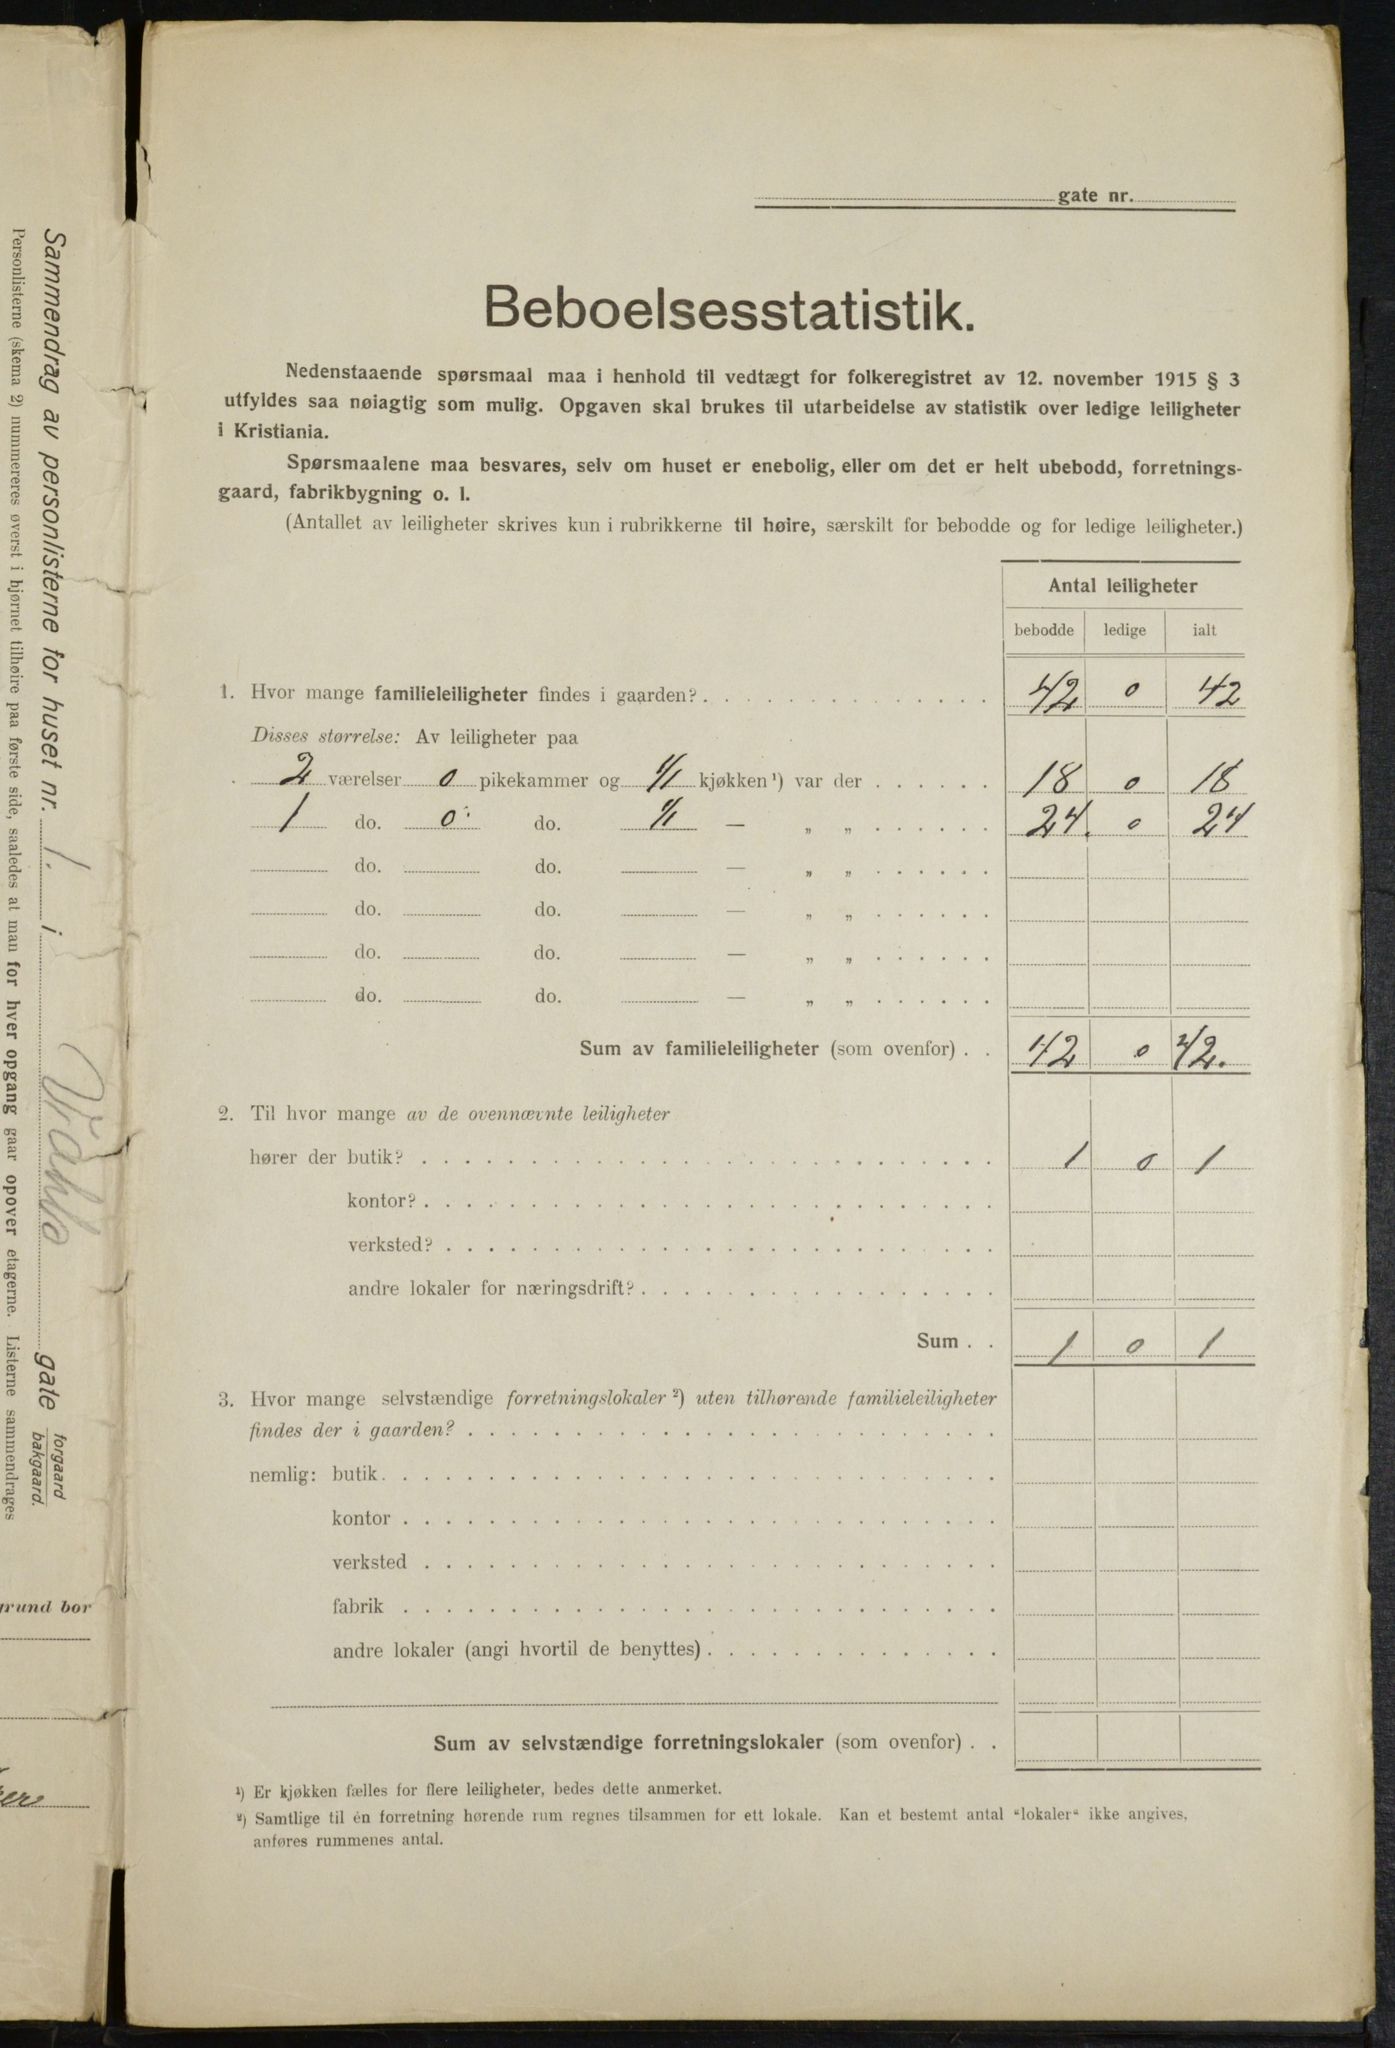 Sammendrag av personlisterne for huset nr. 1. i Wahls gate forgaard bakgaard.
Personlisterne (skema 2) nummereres øverst i hjørnet tilhøire paa første side, saaledes at man for hver opgang gaar opover etagerne. Listerne sammendrages
grund bor
gate nr.
Beboelsesstatistik.
Nedenstaaende spørsmaal maa i henhold til vedtægt for folkeregistret av 12. november 1915 § 3
utfyldes saa nøiagtig som mulig. Opgaven skal brukes til utarbeidelse av statistik over ledige leiligheter
i Kristiania.
Spørsmaalene maa besvares, selv om huset er enebolig, eller om det er helt ubebodd, forretnings-
gaard, fabrikbygning o. l.
(Antallet av leiligheter skrives kun i rubrikkerne til høire, særskilt for bebodde og for ledige leiligheter.)
Antal leiligheter
bebodde ledige ialt
1. Hvor mange familieleiligheter findes i gaarden? . . . 42 0 42
Disses størrelse: Av leiligheter paa
2 værelser 0 pikekammer og 1/1 kjøkken ¹) var der . . . . . . 18 0 18
1 do. 0 do. 1/1 — „ „ . . . . . . 24. 0 24
do. do. — „ „ . . . . . .
do. do. — „ „ . . . . . .
do. do. — „ „ . . . . . .
do. do. — „ „ . . . . . .
Sum av familieleiligheter (som ovenfor) . . 42 0 42.
2. Til hvor mange av de ovennævnte leiligheter
hører der butik? . . . 1 0 1
kontor? . . .
verksted? . . .
andre lokaler for næringsdrift? . . .
Sum . . 1 0 1
3. Hvor mange selvstændige forretningslokaler ²) uten tilhørende familieleiligheter
findes der i gaarden? . . .
nemlig: butik . . .
kontor . . .
verksted . . .
fabrik . . .
andre lokaler (angi hvortil de benyttes) . . .
Sum av selvstændige forretningslokaler (som ovenfor) . .
¹) Er kjøkken fælles for flere leiligheter, bedes dette anmerket.
²) Samtlige til én forretning hørende rum regnes tilsammen for ett lokale. Kan et bestemt antal “lokaler“ ikke angives,
anføres rummenes antal.